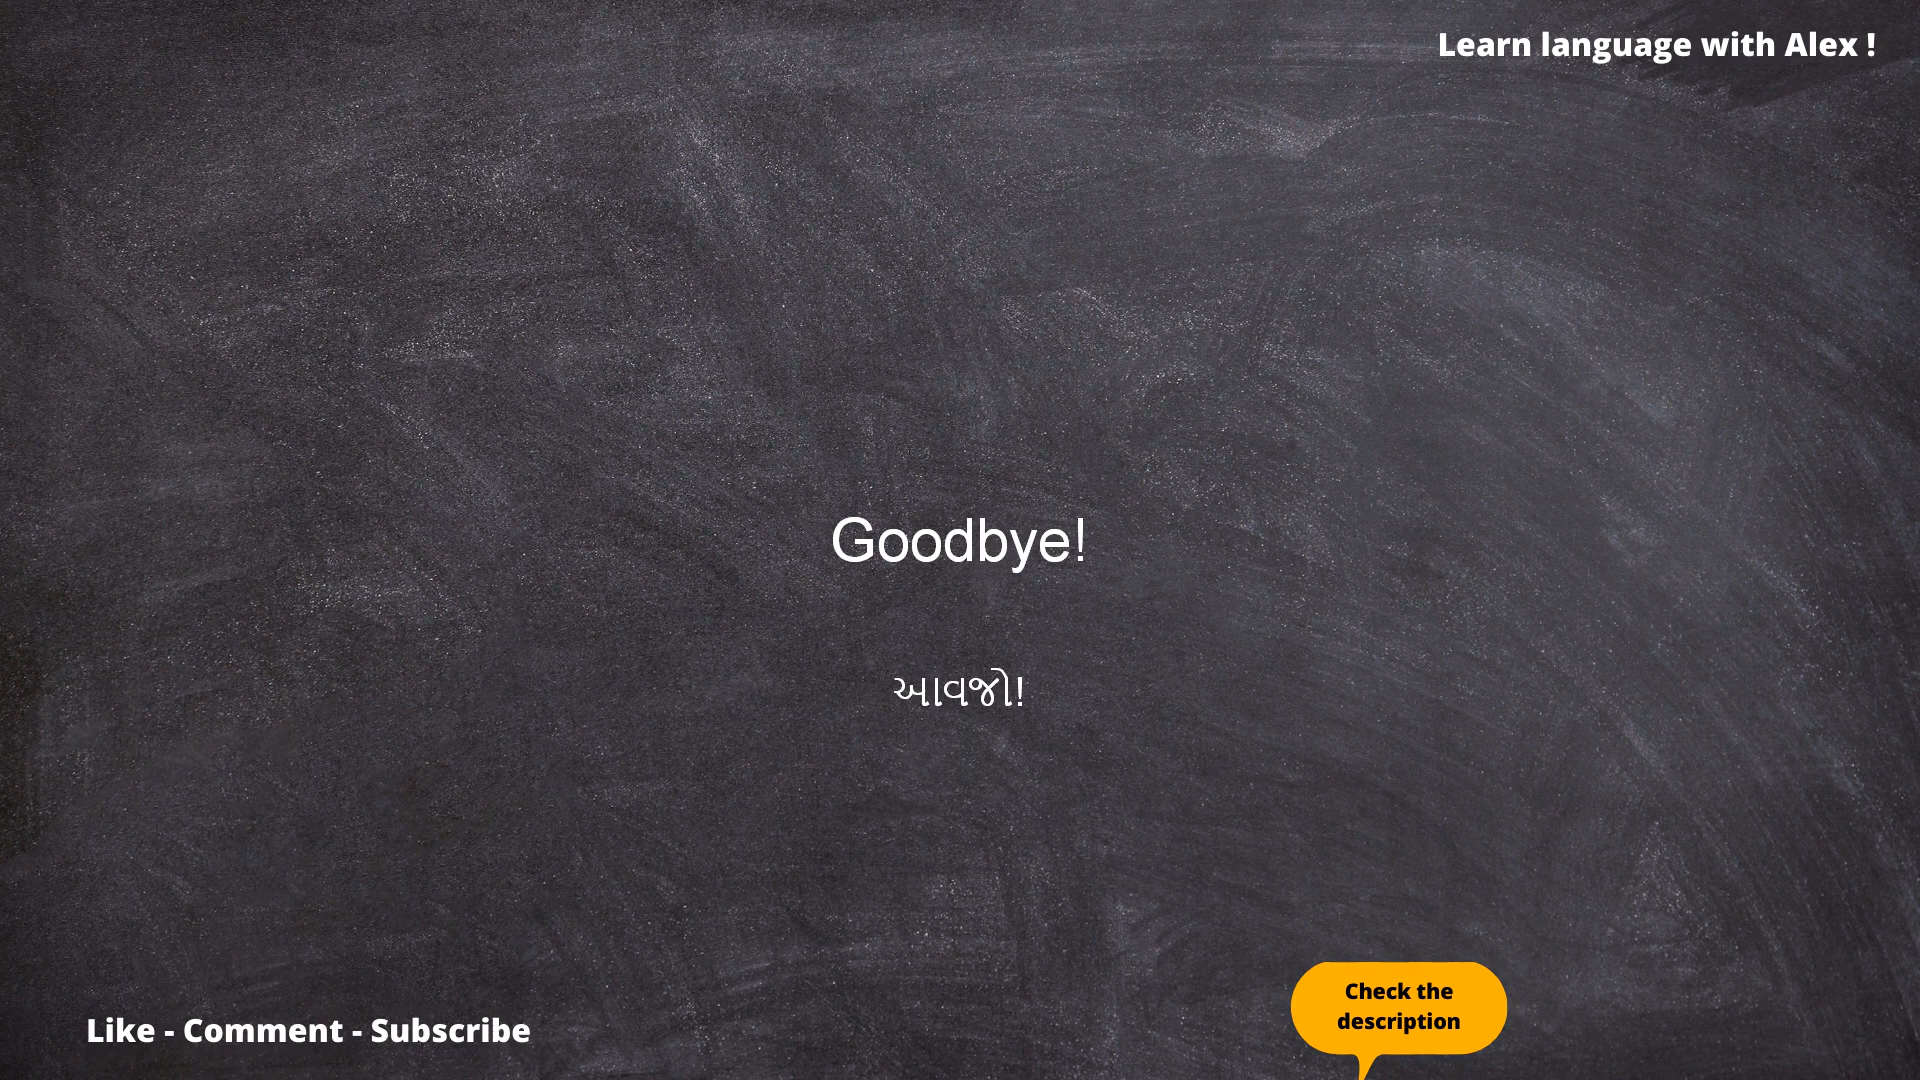 Learn language with Alex !
Goodbye!
આવજો!
Check the
description
Like - Comment - Subscribe